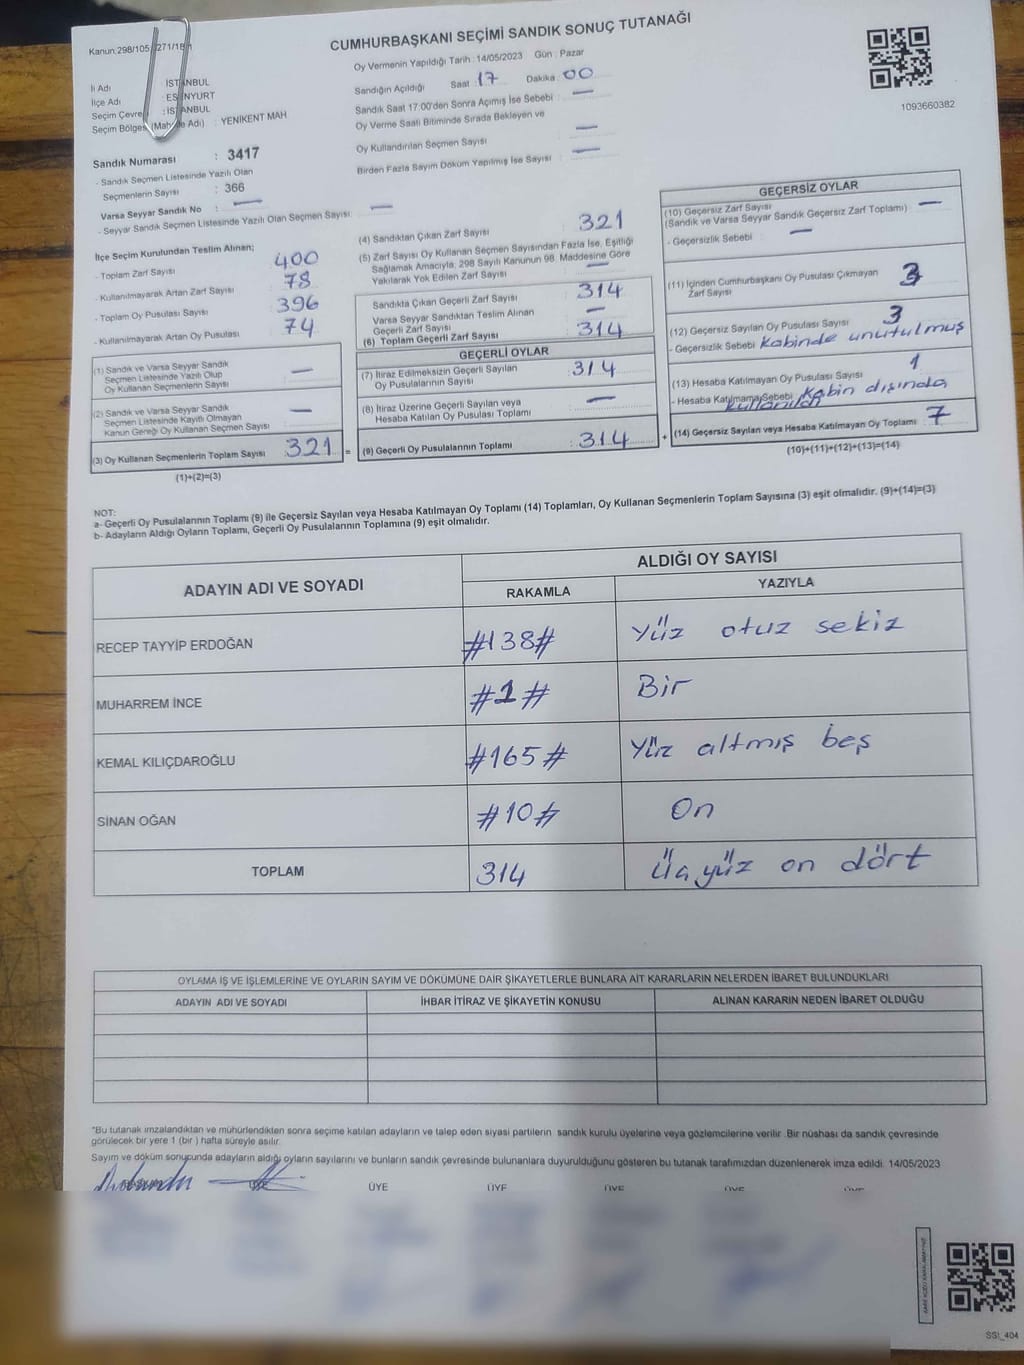 CUMHURBAŞKANI SEÇİMİ SANDIK SONUÇ TUTANAĞI
Kanun:298/105, 271/18
1093660382
İli Adı : İSTANBUL
İlçe Adı : ESENYURT
Seçim Çevresi : İSTANBUL
Seçim Bölgesi (Mahalle Adı) : YENİKENT MAH
Sandık Numarası : 3417
- Sandık Seçmen Listesinde Yazılı Olan
Seçmenlerin Sayısı : 366
Varsa Seyyar Sandık No : —
- Seyyar Sandık Seçmen Listesinde Yazılı Olan Seçmen Sayısı: —
Oy Vermenin Yapıldığı Tarih : 14/05/2023 Gün : Pazar
Sandığın Açıldığı Saat : 17 Dakika : 00
Sandık Saat 17:00'den Sonra Açılmış İse Sebebi : —
Oy Verme Saati Bitiminde Sırada Bekleyen ve
Oy Kullandırılan Seçmen Sayısı : —
Birden Fazla Sayım Döküm Yapılmış İse Sayısı : —
İlçe Seçim Kurulundan Teslim Alınan;
- Toplam Zarf Sayısı : 400
- Kullanılmayarak Artan Zarf Sayısı : 78
- Toplam Oy Pusulası Sayısı : 396
- Kullanılmayarak Artan Oy Pusulası : 74
(1) Sandık ve Varsa Seyyar Sandık
Seçmen Listesinde Yazılı Olup
Oy Kullanan Seçmenlerin Sayısı : —
(2) Sandık ve Varsa Seyyar Sandık
Seçmen Listesinde Kayıtlı Olmayan
Kanun Gereği Oy Kullanan Seçmen Sayısı : —
(3) Oy Kullanan Seçmenlerin Toplam Sayısı : 321 =
(1)+(2)=(3)
(4) Sandıktan Çıkan Zarf Sayısı : 321
(5) Zarf Sayısı Oy Kullanan Seçmen Sayısından Fazla İse, Eşitliği
Sağlamak Amacıyla, 298 Sayılı Kanunun 98. Maddesine Göre
Yakılarak Yok Edilen Zarf Sayısı : —
Sandıkta Çıkan Geçerli Zarf Sayısı : 314
Varsa Seyyar Sandıktan Teslim Alınan
Geçerli Zarf Sayısı : —
(6) Toplam Geçerli Zarf Sayısı : 314
GEÇERLİ OYLAR
(7) İtiraz Edilmeksizin Geçerli Sayılan
Oy Pusulalarının Sayısı : 314
(8) İtiraz Üzerine Geçerli Sayılan veya
Hesaba Katılan Oy Pusulası Toplamı : —
(9) Geçerli Oy Pusulalarının Toplamı : 314 +
GEÇERSİZ OYLAR
(10) Geçersiz Zarf Sayısı : —
(Sandık ve Varsa Seyyar Sandık Geçersiz Zarf Toplamı)
- Geçersizlik Sebebi : —
(11) İçinden Cumhurbaşkanı Oy Pusulası Çıkmayan
Zarf Sayısı : 3
(12) Geçersiz Sayılan Oy Pusulası Sayısı : 3
- Geçersizlik Sebebi : Kabinde unutulmuş
(13) Hesaba Katılmayan Oy Pusulası Sayısı : 1
- Hesaba Katılmama Sebebi : Kabin dışında
kullanıldı
(14) Geçersiz Sayılan veya Hesaba Katılmayan Oy Toplamı : 7
(10)+(11)+(12)+(13)=(14)
NOT:
a- Geçerli Oy Pusulalarının Toplamı (9) ile Geçersiz Sayılan veya Hesaba Katılmayan Oy Toplamı (14) Toplamları, Oy Kullanan Seçmenlerin Toplam Sayısına (3) eşit olmalıdır. (9)+(14)=(3)
b- Adayların Aldığı Oyların Toplamı, Geçerli Oy Pusulalarının Toplamına (9) eşit olmalıdır.
ADAYIN ADI VE SOYADI ALDIĞI OY SAYISI
RAKAMLA YAZIYLA
RECEP TAYYİP ERDOĞAN #138# Yüz otuz sekiz
MUHARREM İNCE #1# Bir
KEMAL KILIÇDAROĞLU #165# Yüz altmış beş
SİNAN OĞAN #10# On
TOPLAM 314 Üçyüz on dört
OYLAMA İŞ VE İŞLEMLERİNE VE OYLARIN SAYIM VE DÖKÜMÜNE DAİR ŞİKAYETLERLE BUNLARA AİT KARARLARIN NELERDEN İBARET BULUNDUKLARI
ADAYIN ADI VE SOYADI İHBAR İTİRAZ VE ŞİKAYETİN KONUSU ALINAN KARARIN NEDEN İBARET OLDUĞU
*Bu tutanak imzalandıktan ve mühürlendikten sonra seçime katılan adayların ve talep eden siyasi partilerin sandık kurulu üyelerine veya gözlemcilerine verilir .Bir nüshası da sandık çevresinde
görülecek bir yere 1 (bir ) hafta süreyle asılır.
Sayım ve döküm sonucunda adayların aldığı oyların sayılarını ve bunların sandık çevresinde bulunanlara duyurulduğunu gösteren bu tutanak tarafımızdan düzenlenerek imza edildi. 14/05/2023
ÜYE ÜYE ÜYE ÜYE ÜYE ÜYE
SSİ_404